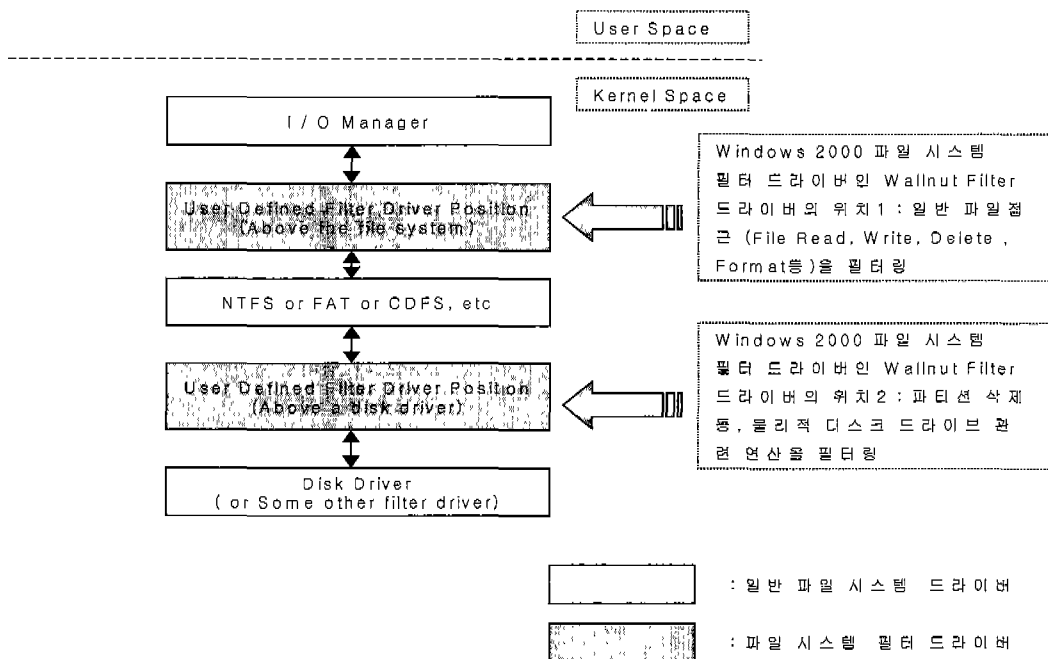 User Space
Kernel Space
I / O Manager
User Defined Filter Driver Position
(Above the file system)
NTFS or FAT or CDFS, etc
User Defined Filter Driver Position
(Above a disk driver)
Disk Driver
( or Some other filter driver)
Windows 2000 파일 시스템
필터 드라이버인 Wallnut Filter
드라이버의 위치1 : 일반 파일접
근 (File Read, Write, Delete ,
Format등)을 필터링
Windows 2000 파일 시스템
필터 드라이버인 Wallnut Filter
드라이버의 위치2 : 파티션 삭제
등, 물리적 디스크 드라이브 관
련 연산을 필터링
: 일반 파일 시스템 드라이버
: 파일 시스템 필터 드라이버